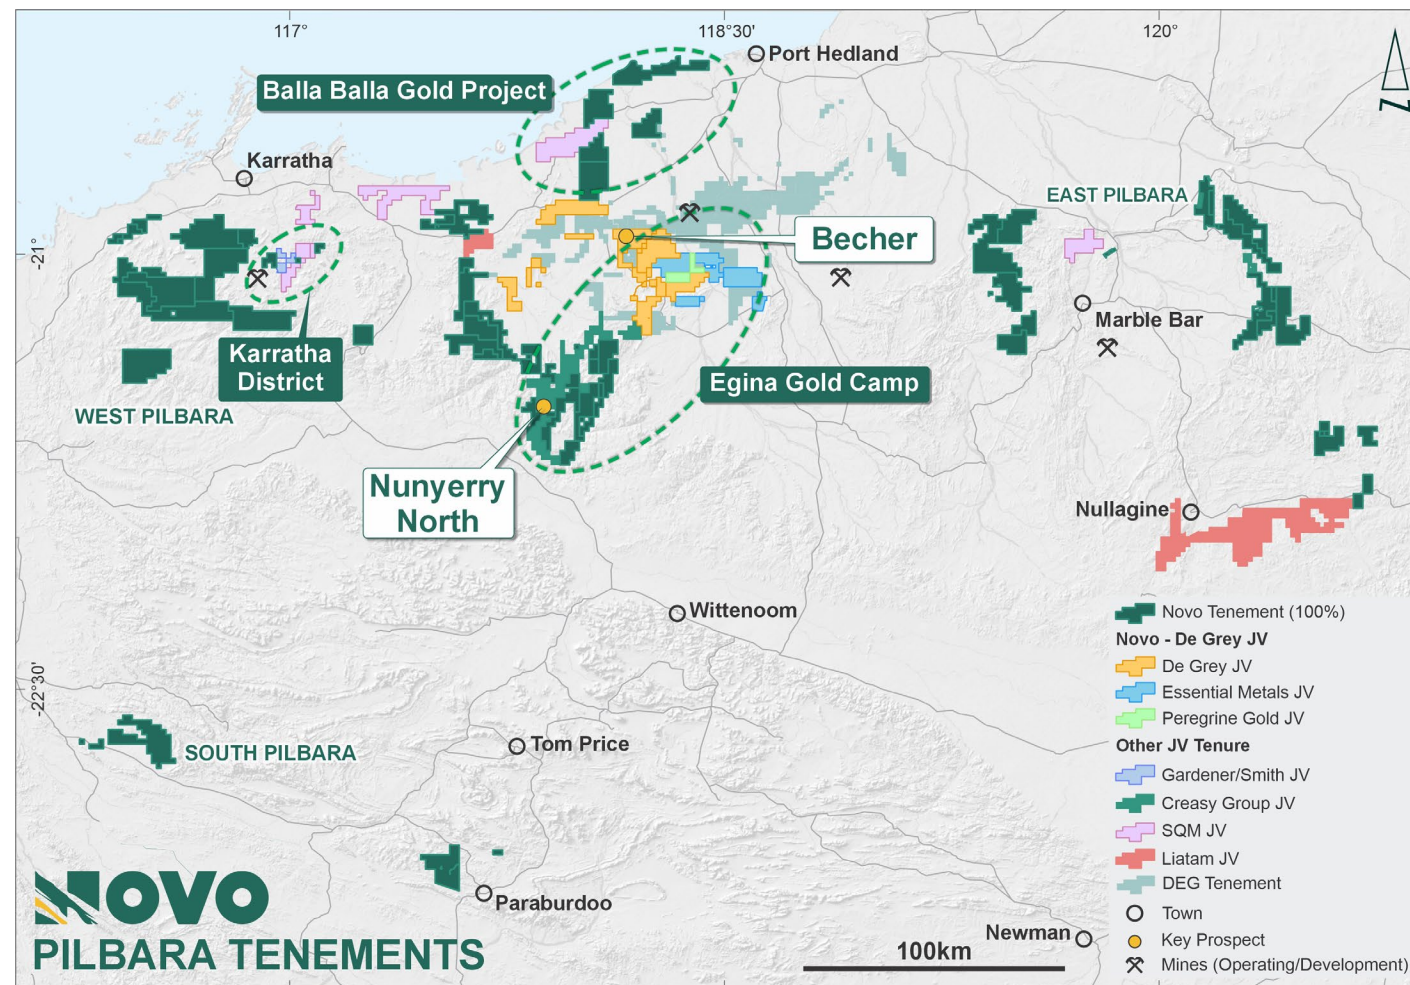 117°
118°30'
120°
Port Hedland
Balla Balla Gold Project
Karratha
EAST PILBARA
Becher
-21°
Marble Bar
Karratha
District
Egina Gold Camp
WEST PILBARA
Nunyerry
North
Nullagine
Wittenoom
-22°30'
SOUTH PILBARA
Tom Price
Paraburdoo
Newman
Novo Tenement (100%)
Novo - De Grey JV
De Grey JV
Essential Metals JV
Peregrine Gold JV
Other JV Tenure
Gardener/Smith JV
Creasy Group JV
SQM JV
Liatam JV
DEG Tenement
Town
Key Prospect
Mines (Operating/Development)
NOVO
PILBARA TENEMENTS
100km
Z